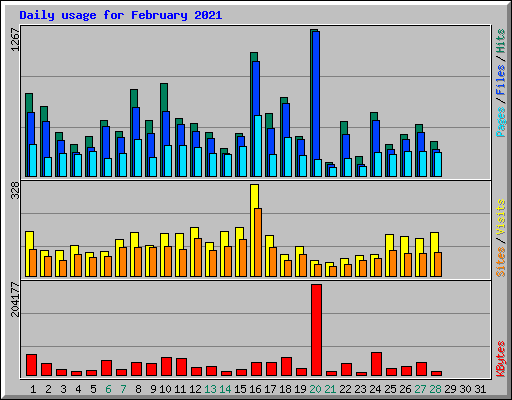 Daily usage for February 2021
1267
Pages / Files / Hits
328
Sites / Visits
204177
KBytes
1 2 3 4 5 6 7 8 9 10 11 12 13 14 15 16 17 18 19 20 21 22 23 24 25 26 27 28 29 30 31